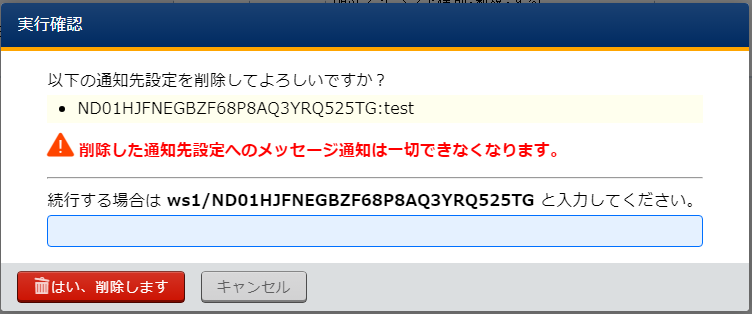 実行確認
以下の通知先設定を削除してよろしいですか？
ND01HJFNEGBZF68P8AQ3YRQ525TG:test
削除した通知先設定へのメッセージ通知は一切できなくなります。
続行する場合は ws1/ND01HJFNEGBZF68P8AQ3YRQ525TG と入力してください。
はい、削除します
キャンセル